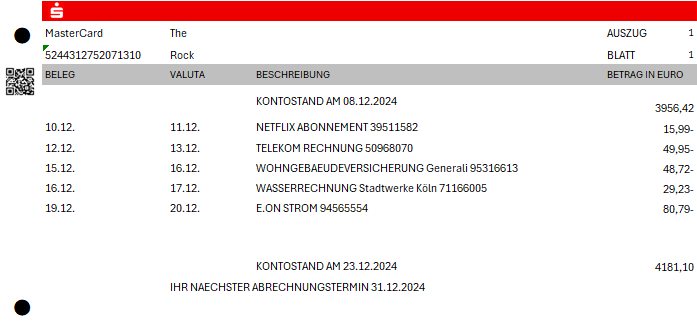 MasterCard The AUSZUG 1
5244312752071310 Rock BLATT 1
BELEG VALUTA BESCHREIBUNG BETRAG IN EURO
KONTOSTAND AM 08.12.2024 3956,42
10.12. 11.12. NETFLIX ABONNEMENT 39511582 15,99-
12.12. 13.12. TELEKOM RECHNUNG 50968070 49,95-
15.12. 16.12. WOHNGEBAEUDEVERSICHERUNG Generali 95316613 48,72-
16.12. 17.12. WASSERRECHNUNG Stadtwerke Köln 71166005 29,23-
19.12. 20.12. E.ON STROM 94565554 80,79-
KONTOSTAND AM 23.12.2024 4181,10
IHR NAECHSTER ABRECHNUNGSTERMIN 31.12.2024